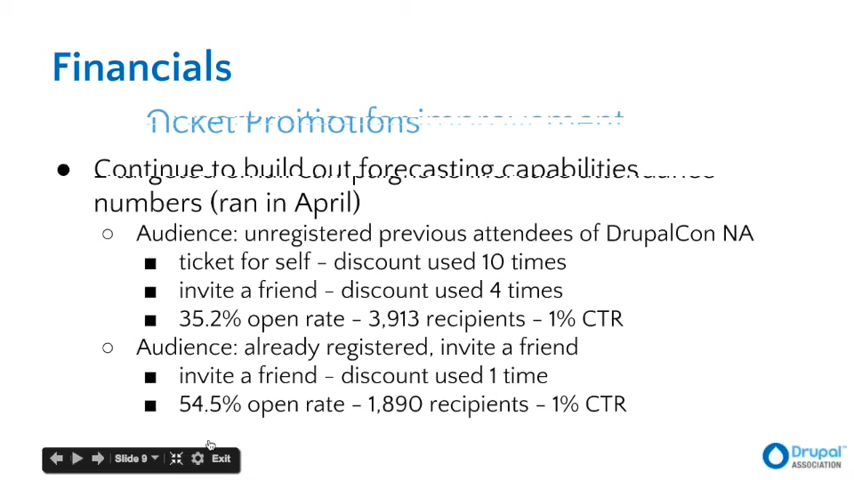 Financials
Ticket Promotions
● Continue to build out forecasting capabilities
numbers (ran in April)
○ Audience: unregistered previous attendees of DrupalCon NA
■ ticket for self – discount used 10 times
■ invite a friend – discount used 4 times
■ 35.2% open rate – 3,913 recipients – 1% CTR
○ Audience: already registered, invite a friend
■ invite a friend – discount used 1 time
■ 54.5% open rate – 1,890 recipients – 1% CTR
Slide 9 Exit
Drupal™
ASSOCIATION